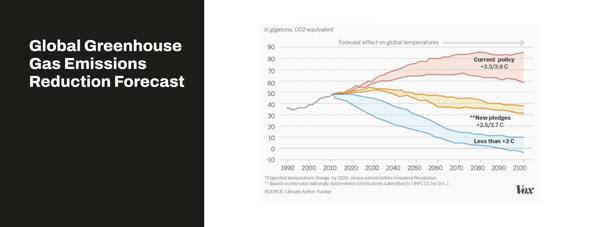 Global Greenhouse
Gas Emissions
Reduction Forecast
In gigatons, CO2 equivalent
Forecast effect on global temperatures
90
80
70
60
50
40
30
20
10
0
-10
Current policy
+3.3/3.8 C
**New pledges
+2.5/2.7 C
Less than +2 C
1990 2000 2010 2020 2030 2040 2050 2060 2070 2080 2090 2100
*Expected temperature change by 2100, versus period before Industrial Revolution
** Based on intended nationally determined contributions submitted to UNFCCC by Oct. 1
SOURCE: Climate Action Tracker
Vox